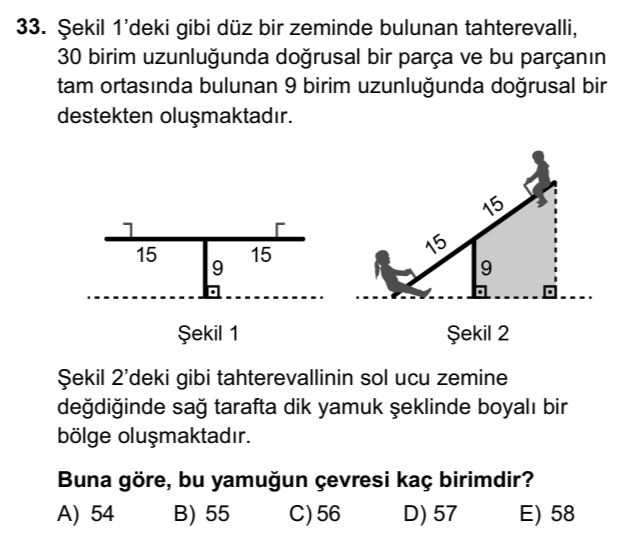 33. Şekil 1’deki gibi düz bir zeminde bulunan tahterevalli,
30 birim uzunluğunda doğrusal bir parça ve bu parçanın
tam ortasında bulunan 9 birim uzunluğunda doğrusal bir
destekten oluşmaktadır.
15 15
9
15
15
9
Şekil 1 Şekil 2
Şekil 2’deki gibi tahterevallinin sol ucu zemine
değdiğinde sağ tarafta dik yamuk şeklinde boyalı bir
bölge oluşmaktadır.
Buna göre, bu yamuğun çevresi kaç birimdir?
A) 54 B) 55 C) 56 D) 57 E) 58